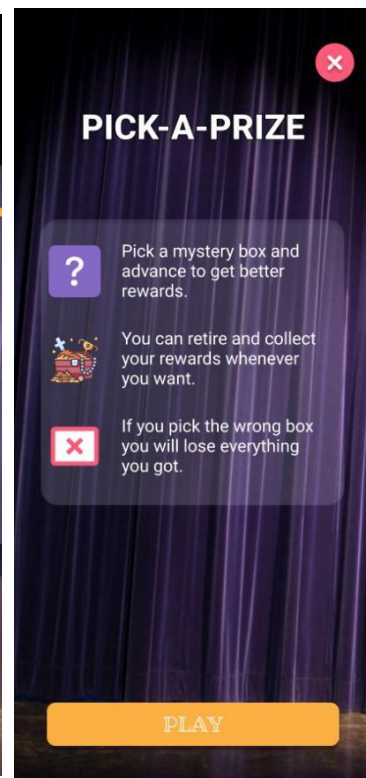 PICK-A-PRIZE
?
Pick a mystery box and
advance to get better
rewards.
You can retire and collect
your rewards whenever
you want.
If you pick the wrong box
you will lose everything
you got.
PLAY